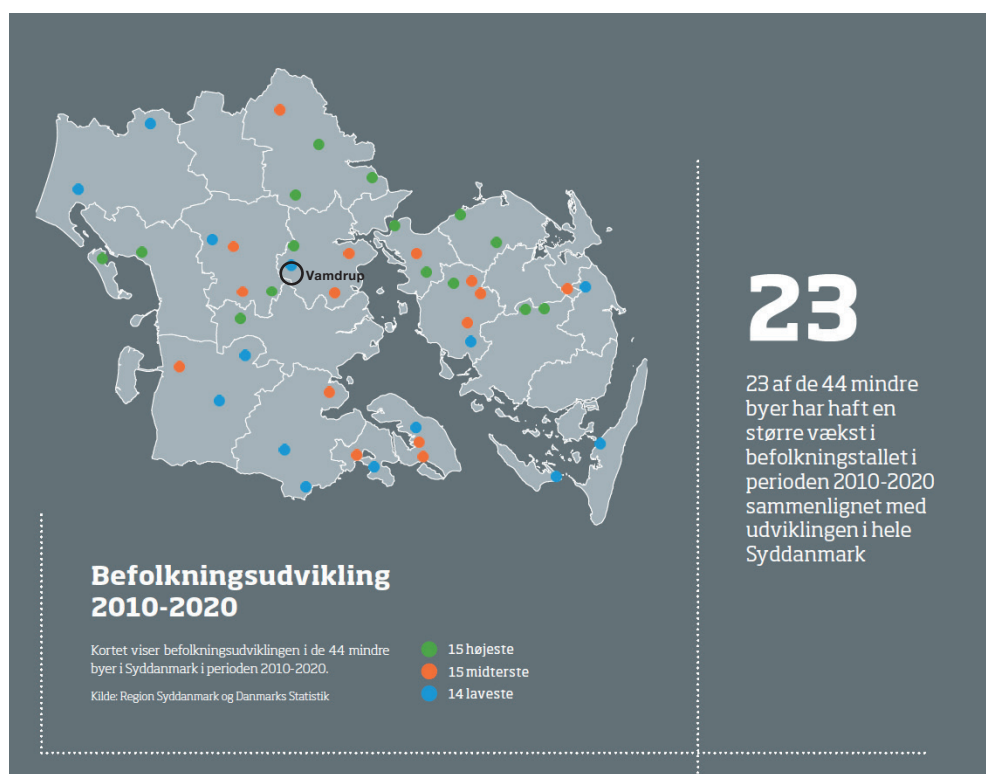 Vamdrup
23
23 af de 44 mindre
byer har haft en
større vækst i
befolkningstallet i
perioden 2010-2020
sammenlignet med
udviklingen i hele
Syddanmark
Befolkningsudvikling
2010-2020
Kortet viser befolkningsudviklingen i de 44 mindre
byer i Syddanmark i perioden 2010-2020.
Kilde: Region Syddanmark og Danmarks Statistik
15 højeste
15 midterste
14 laveste